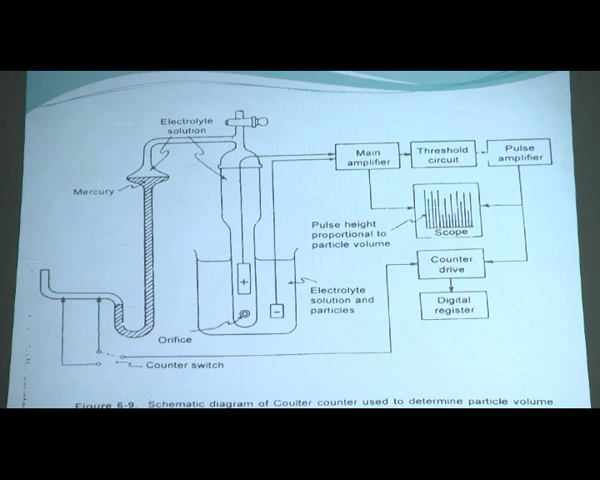 Electrolyte
solution
Mercury
Main
amplifier
Threshold
circuit
Pulse
amplifier
Scope
Pulse height
proportional to
particle volume
Counter
drive
Digital
register
+
-
Electrolyte
solution and
particles
Orifice
Counter switch
Figure 6-9. Schematic diagram of Coulter counter used to determine particle volume